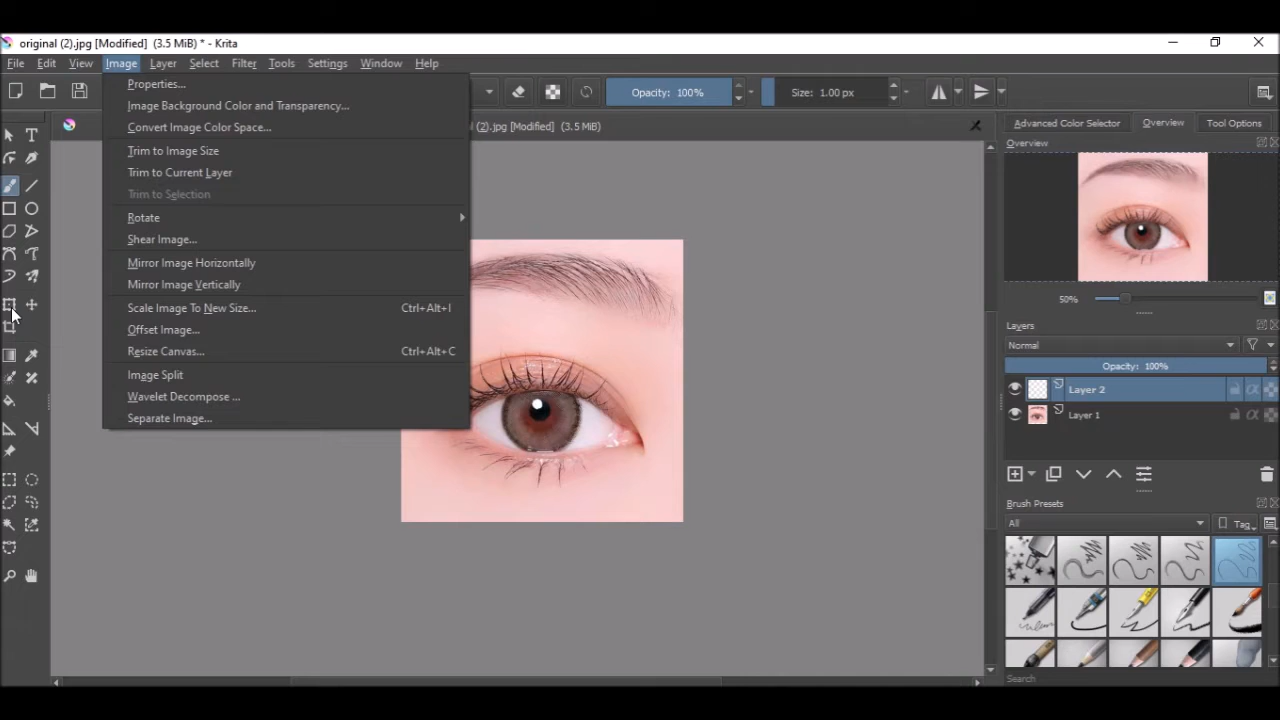 original (2).jpg [Modified] (3.5 MiB) * - Krita
File Edit View Image Layer Select Filter Tools Settings Window Help
Opacity: 100%
Size: 1.00 px
(2).jpg [Modified] (3.5 MiB)
Properties...
Image Background Color and Transparency...
Convert Image Color Space...
Trim to Image Size
Trim to Current Layer
Trim to Selection
Rotate
Shear Image...
Mirror Image Horizontally
Mirror Image Vertically
Scale Image To New Size... Ctrl+Alt+I
Offset Image...
Resize Canvas... Ctrl+Alt+C
Image Split
Wavelet Decompose ...
Separate Image...
Advanced Color Selector Overview Tool Options
Overview
50%
Layers
Normal
Opacity: 100%
Layer 2
Layer 1
Brush Presets
All
Tag
Search